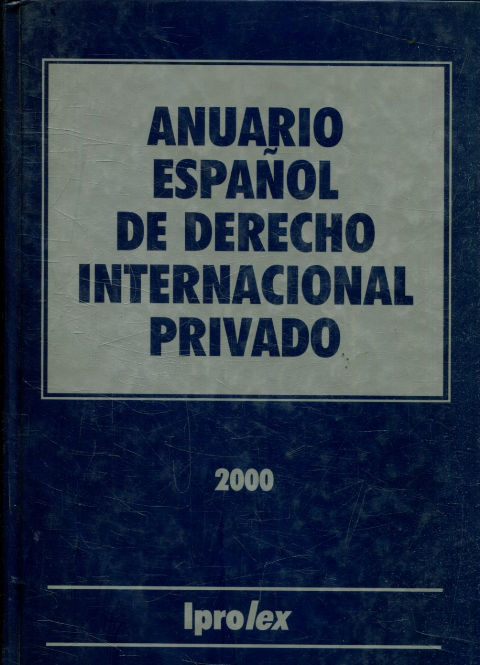 ANUARIO
ESPAÑOL
DE DERECHO
INTERNACIONAL
PRIVADO
2000
Iprolex